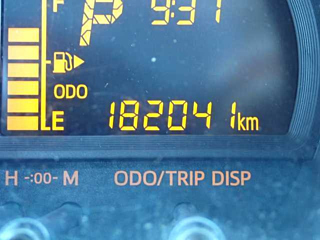 F P 9:31
ODO
E 182041km
H -:00- M ODO/TRIP DISP